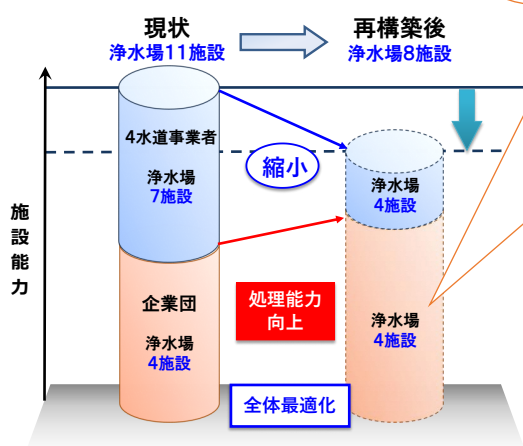 現状
浄水場11施設
再構築後
浄水場8施設
施設能力
4水道事業者
浄水場
7施設
企業団
浄水場
4施設
縮小
処理能力
向上
全体最適化
浄水場
4施設
浄水場
4施設